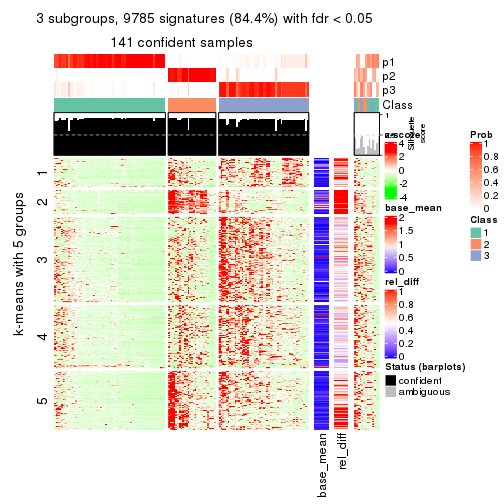 3 subgroups, 9785 signatures (84.4%) with fdr < 0.05
141 confident samples
p1
p2
p3
Class
1
Silhouette
score
k-means with 5 groups
1
2
3
4
5
base_mean
rel_diff
z-score
4
2
0
-2
-4
base_mean
2
1.5
1
0.5
0
rel_diff
1
0.8
0.6
0.4
0.2
0
Status (barplots)
confident
ambiguous
Prob
1
0.8
0.6
0.4
0.2
0
Class
1
2
3